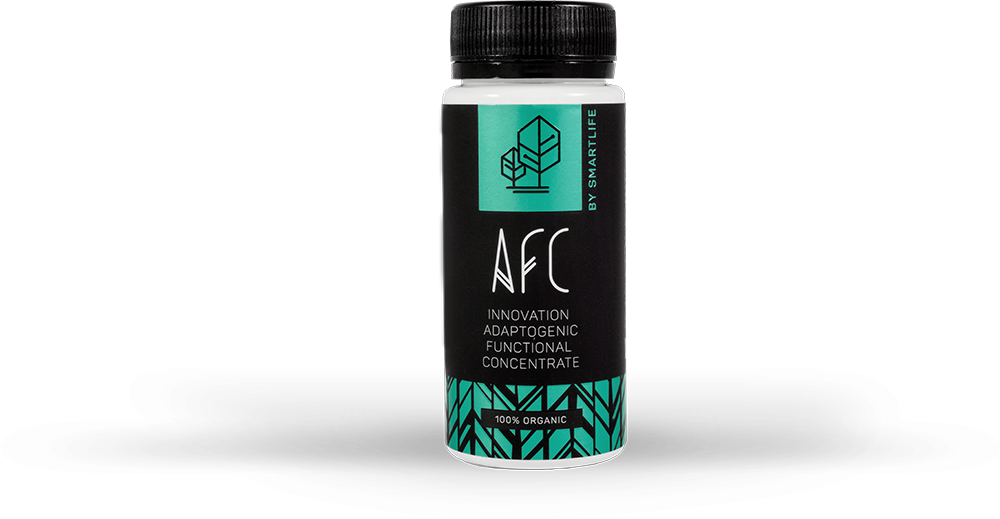 BY SMARTLIFE
AFC
INNOVATION
ADAPTOGENIC
FUNCTIONAL
CONCENTRATE
100% ORGANIC